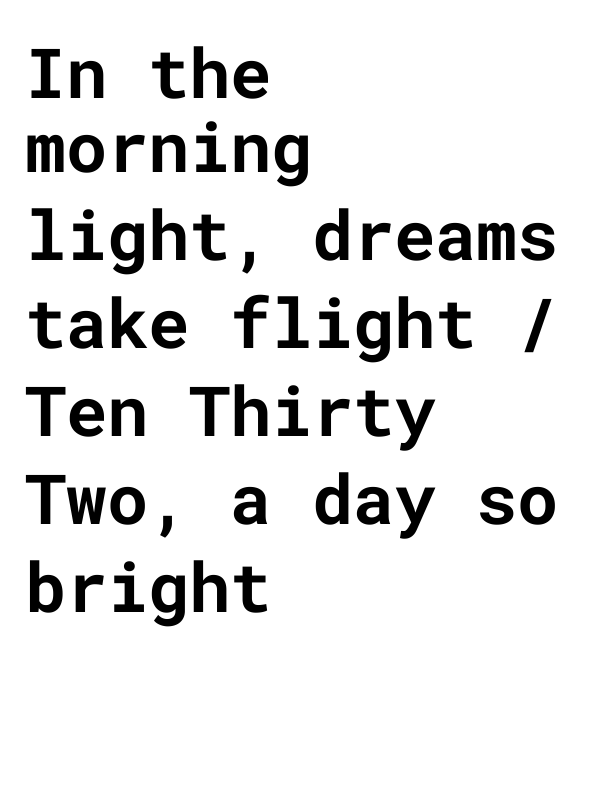 In the
morning
light, dreams
take flight /
Ten Thirty
Two, a day so
bright